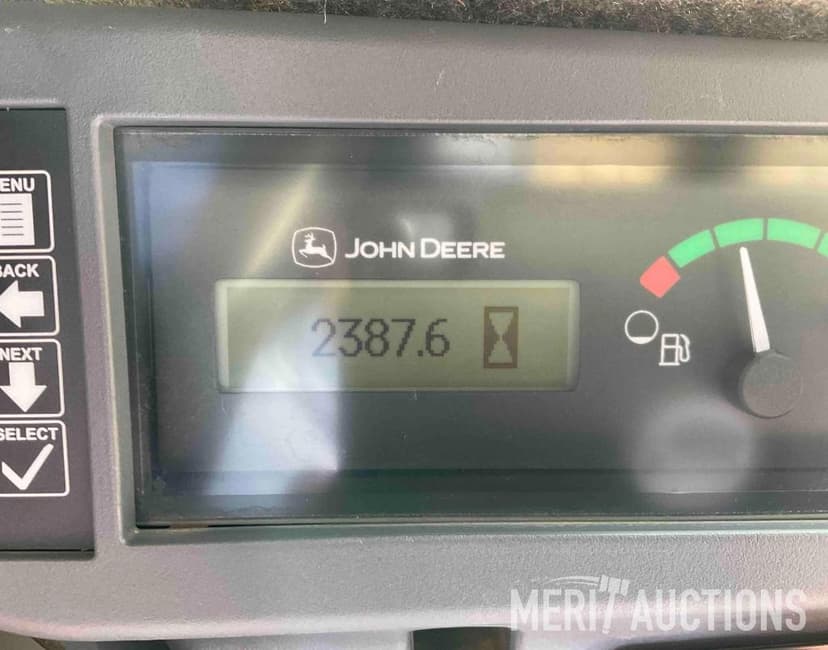 MENU
BACK
NEXT
SELECT
JOHN DEERE
2387.6
MERIT AUCTIONS